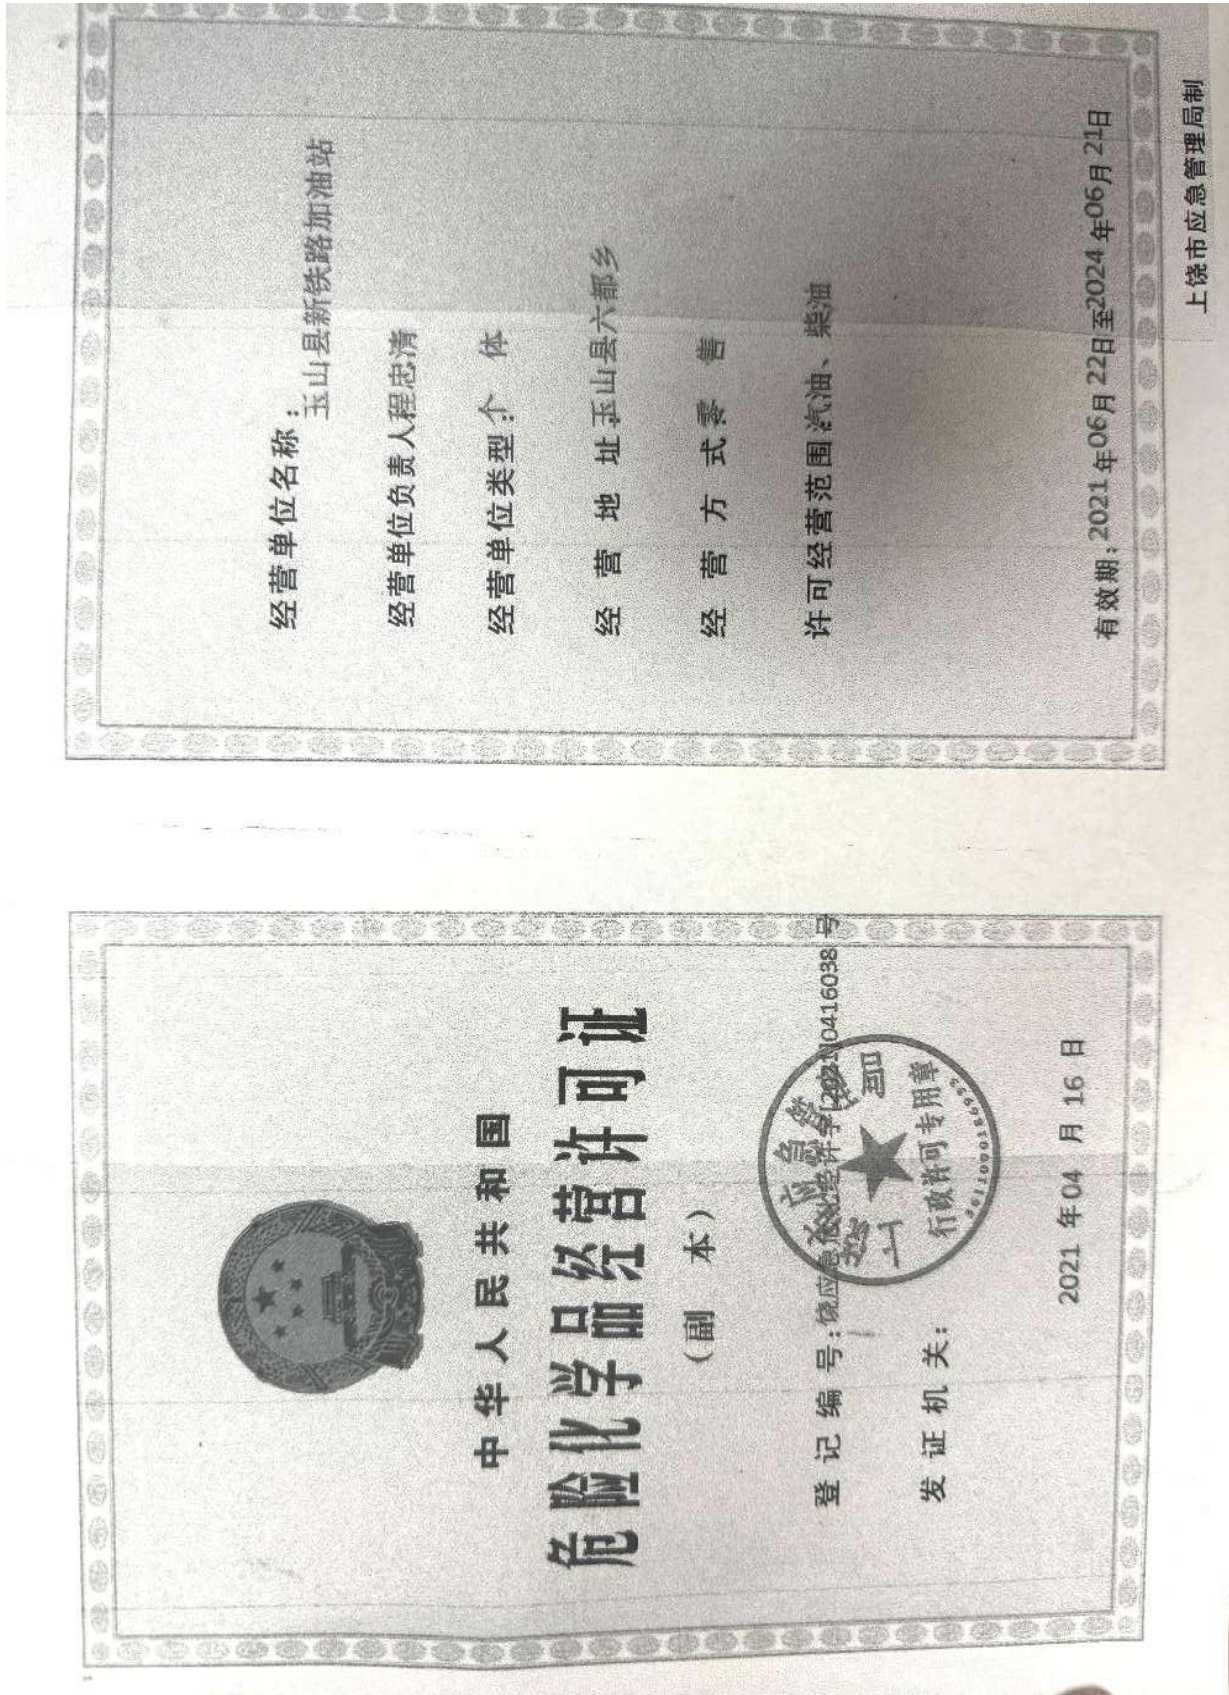 中华人民共和国
危险化学品经营许可证
（副 本）
登 记 编 号：饶应急危化经许字[2021]0416038 号
发 证 机 关：
行政许可专用章
2021 年 04 月 16 日
经营单位名称：
玉山县新铁路加油站
经营单位负责人程忠清
经营单位类型：个 体
经 营 地 址：玉山县六都乡
经 营 方 式：零 售
许可经营范围：汽油、柴油
有效期：2021年06月22日至2024年06月21日
上饶市应急管理局制